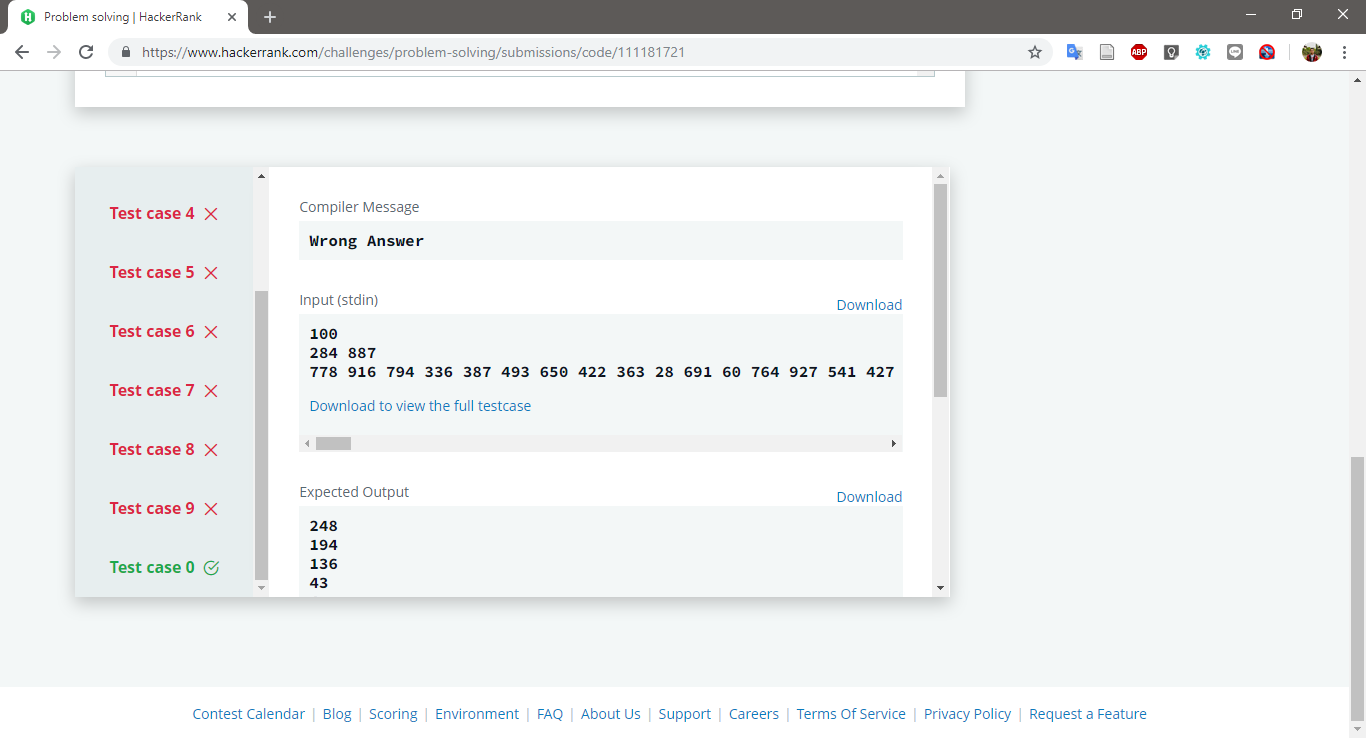 Problem solving | HackerRank
https://www.hackerrank.com/challenges/problem-solving/submissions/code/111181721
ABP
Test case 4
Test case 5
Test case 6
Test case 7
Test case 8
Test case 9
Test case 0
Compiler Message
Wrong Answer
Input (stdin)
Download
100
284 887
778 916 794 336 387 493 650 422 363 28 691 60 764 927 541 427
Download to view the full testcase
Expected Output
Download
248
194
136
43
Contest Calendar | Blog | Scoring | Environment | FAQ | About Us | Support | Careers | Terms Of Service | Privacy Policy | Request a Feature